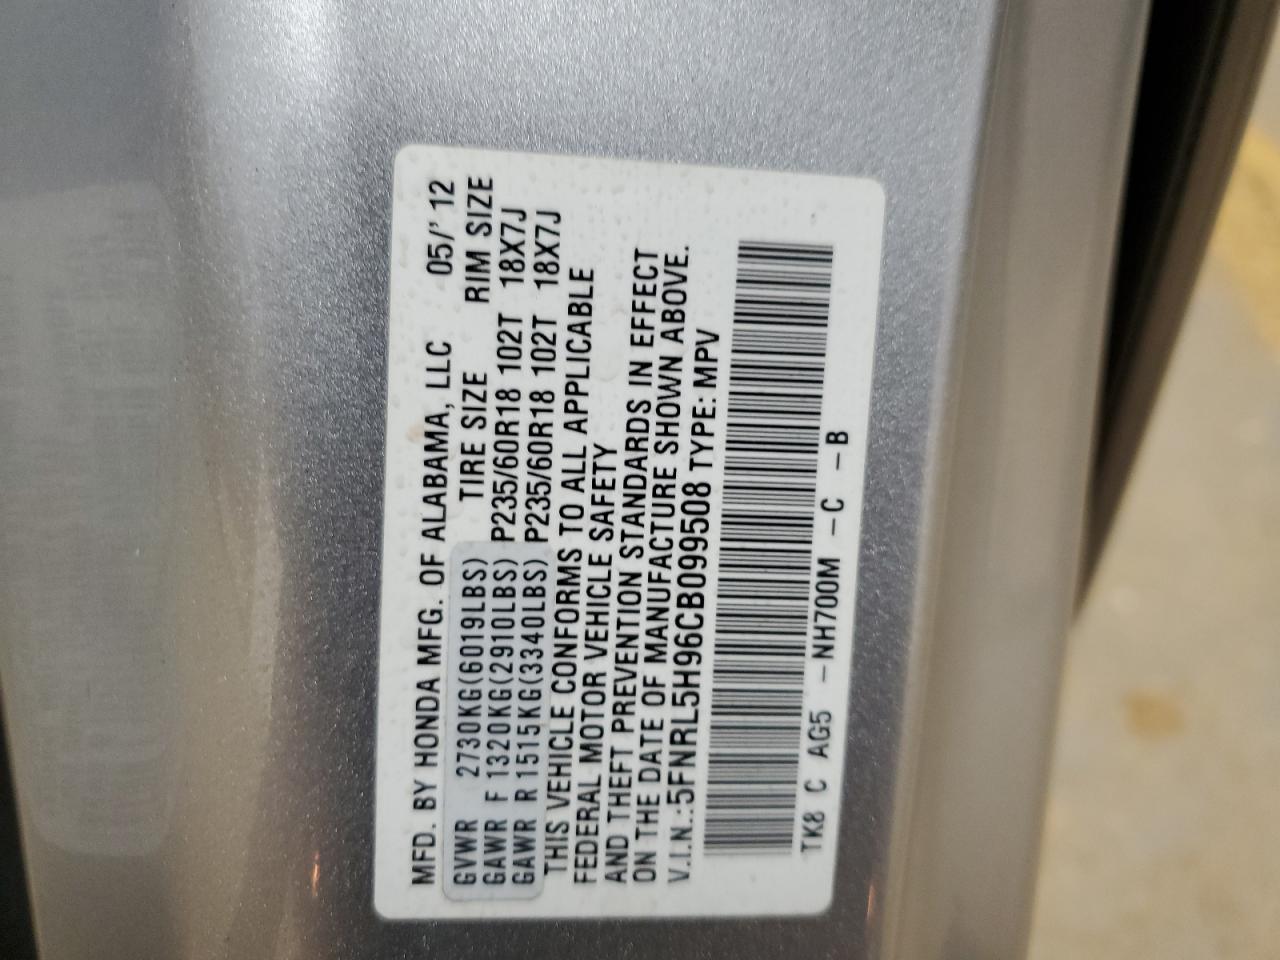 MFD. BY HONDA MFG. OF ALABAMA, LLC 05/'12
GVWR 2730KG(6019LBS) TIRE SIZE RIM SIZE
GAWR F 1320KG(2910LBS) P235/60R18 102T 18X7J
GAWR R 1515KG(3340LBS) P235/60R18 102T 18X7J
THIS VEHICLE CONFORMS TO ALL APPLICABLE
FEDERAL MOTOR VEHICLE SAFETY
AND THEFT PREVENTION STANDARDS IN EFFECT
ON THE DATE OF MANUFACTURE SHOWN ABOVE.
V.I.N.:5FNRL5H96CB099508 TYPE: MPV
TK8 C AG5 -NH700M -C -B